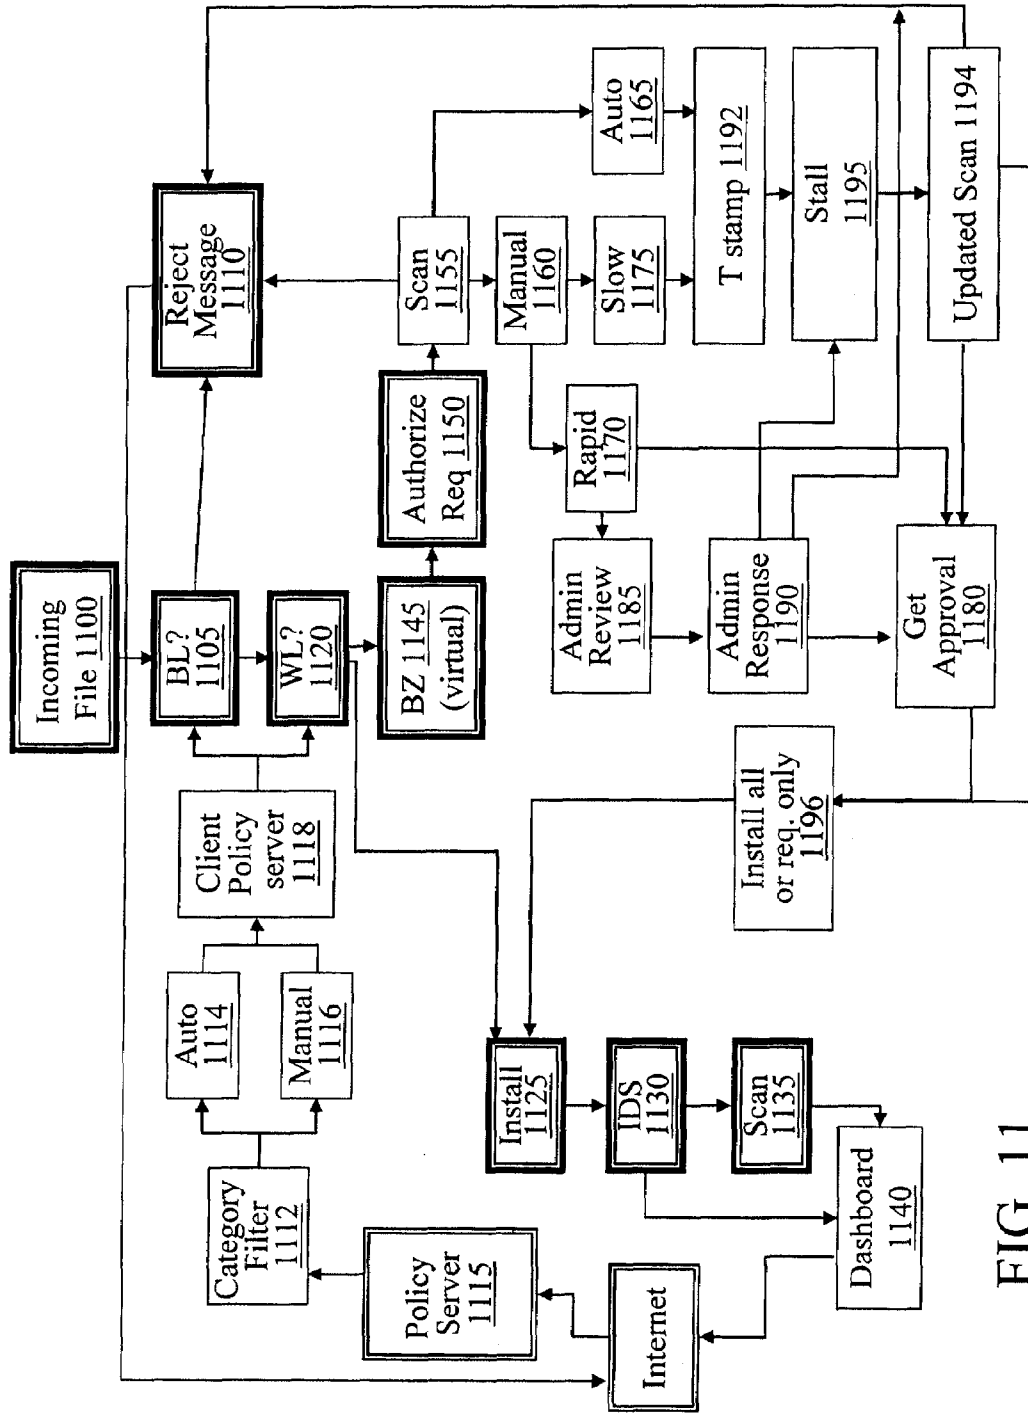 Incoming
File 1100
BL?
1105
Reject
Message
1110
WL?
1120
Client
Policy
server
1118
Auto
1114
Manual
1116
Category
Filter
1112
Policy
Server
1115
Internet
BZ 1145
(virtual)
Authorize
Req 1150
Scan
1155
Manual
1160
Auto
1165
Slow
1175
Rapid
1170
T stamp 1192
Stall
1195
Updated Scan 1194
Admin
Review
1185
Admin
Response
1190
Get
Approval
1180
Install all
or req. only
1196
Install
1125
IDS
1130
Scan
1135
Dashboard
1140
FIG. 11